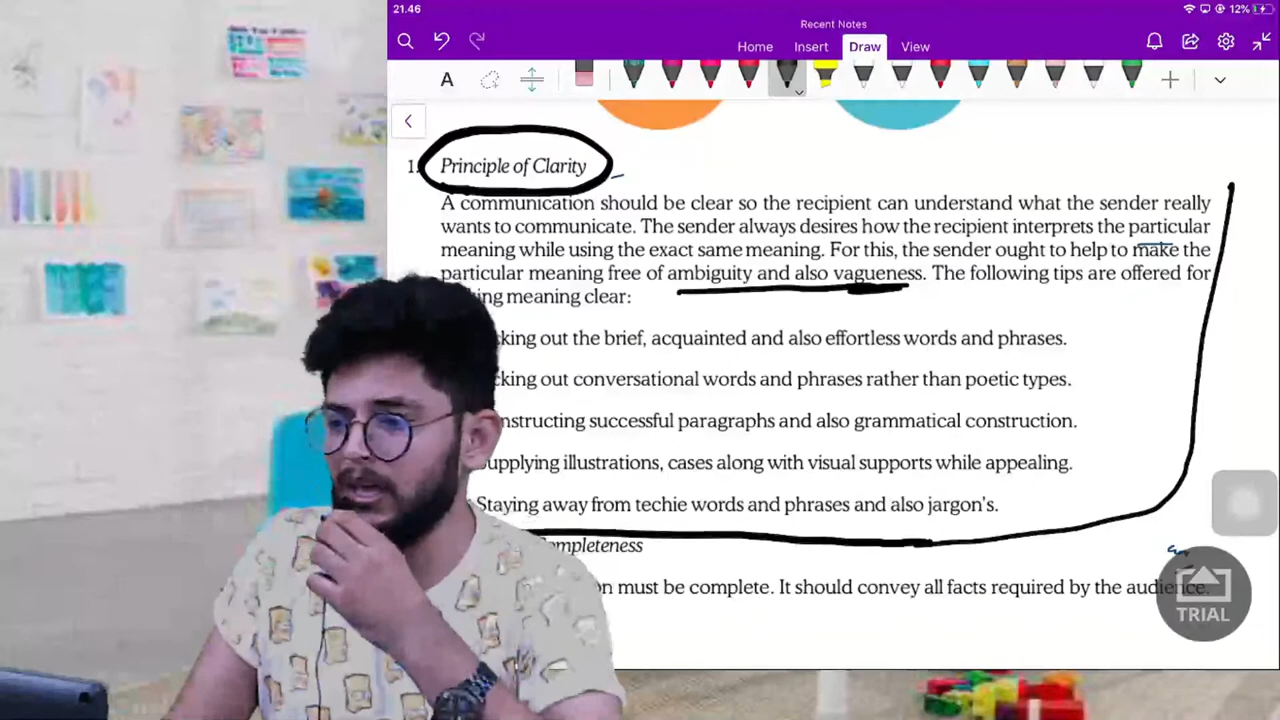 21.46
12%
Recent Notes
Home Insert Draw View
A
1. Principle of Clarity
A communication should be clear so the recipient can understand what the sender really
wants to communicate. The sender always desires how the recipient interprets the particular
meaning while using the exact same meaning. For this, the sender ought to help to make the
particular meaning free of ambiguity and also vagueness. The following tips are offered for
meaning clear:
out the brief, acquainted and also effortless words and phrases.
out conversational words and phrases rather than poetic types.
successful paragraphs and also grammatical construction.
Supplying illustrations, cases along with visual supports while appealing.
Staying away from techie words and phrases and also jargon's.
Completeness
must be complete. It should convey all facts required by the audience.
TRIAL